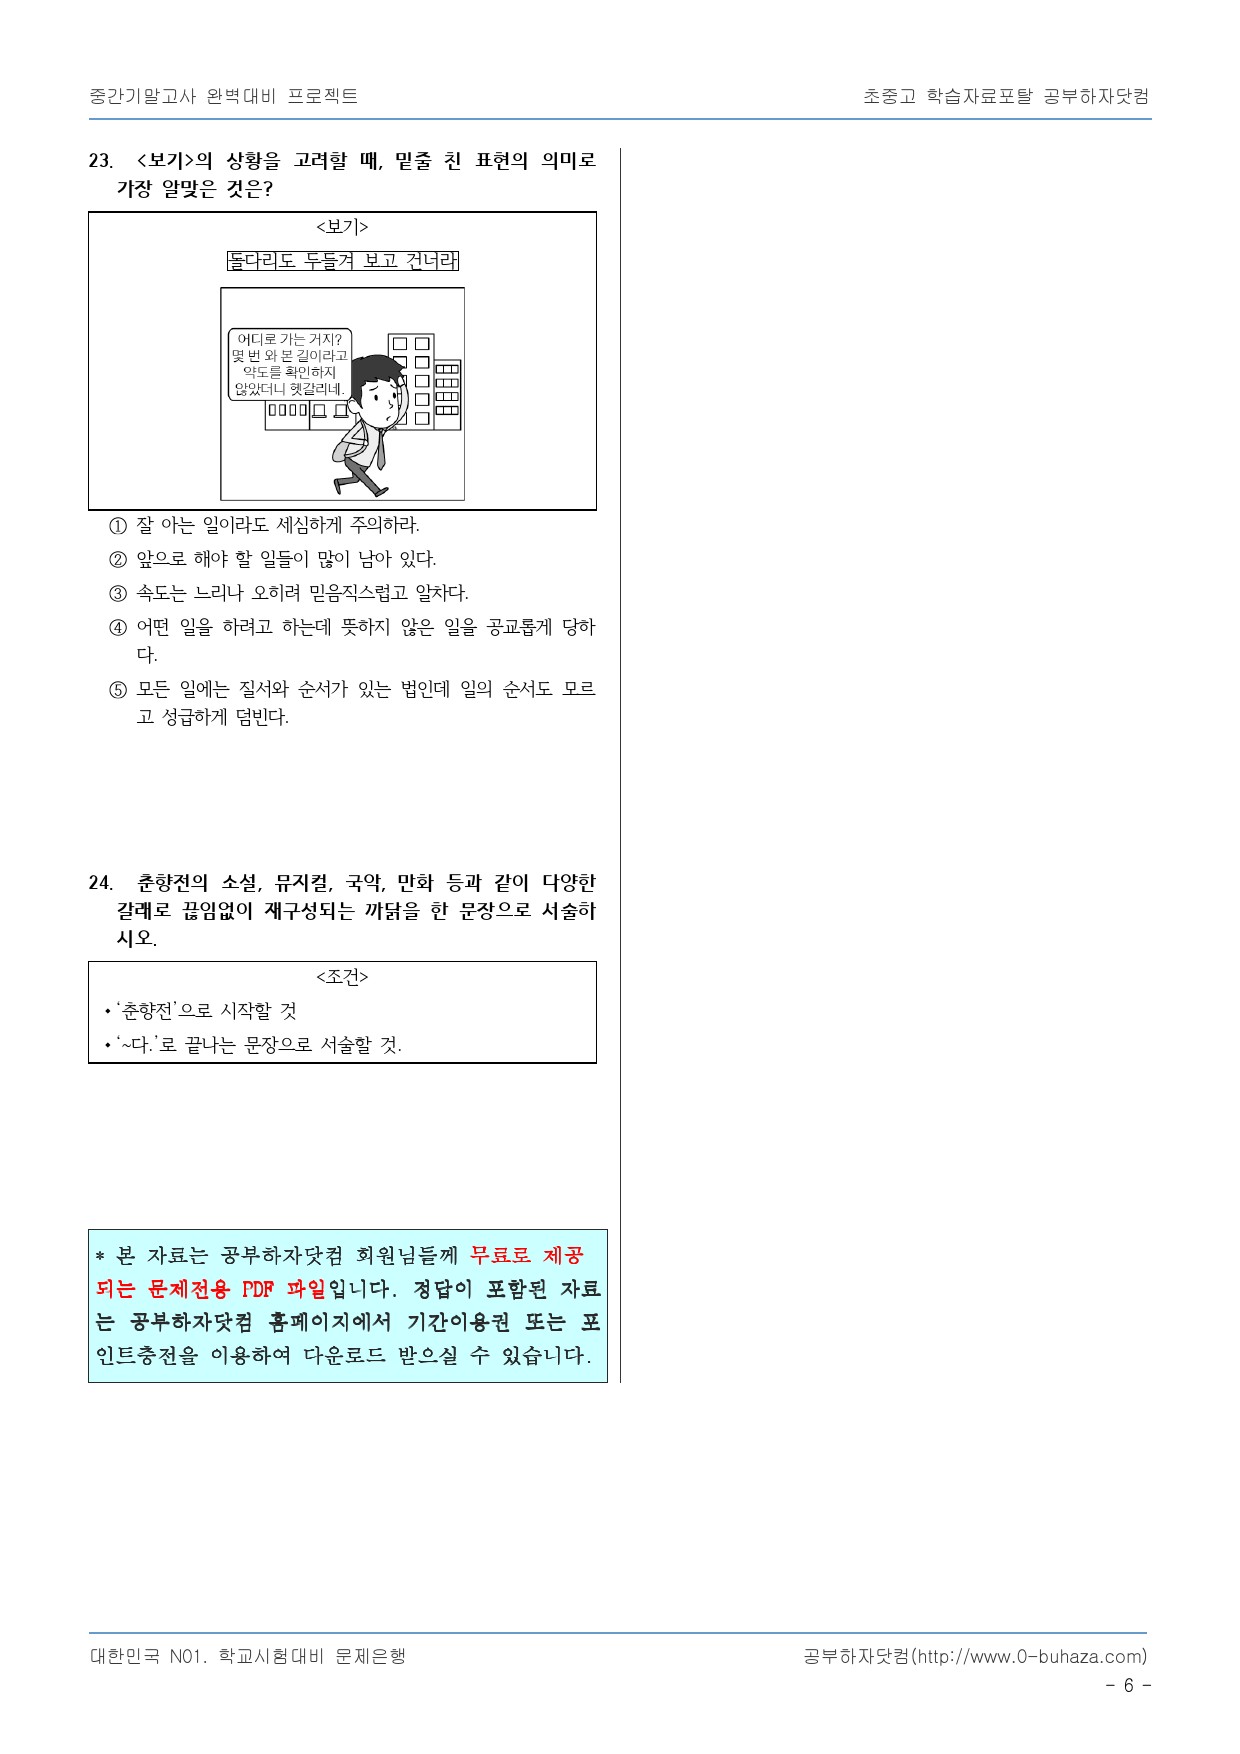 중간기말고사 완벽대비 프로젝트
초중고 학습자료포탈 공부하자닷컴
23. <보기>의 상황을 고려할 때, 밑줄 친 표현의 의미로
가장 알맞은 것은?
<보기>
돌다리도 두들겨 보고 건너라
어디로 가는 거지?
몇 번 와 본 길이라고
약도를 확인하지
않았더니 헷갈리네.
① 잘 아는 일이라도 세심하게 주의하라.
② 앞으로 해야 할 일들이 많이 남아 있다.
③ 속도는 느리나 오히려 믿음직스럽고 알차다.
④ 어떤 일을 하려고 하는데 뜻하지 않은 일을 공교롭게 당하
다.
⑤ 모든 일에는 질서와 순서가 있는 법인데 일의 순서도 모르
고 성급하게 덤빈다.
24. 춘향전의 소설, 뮤지컬, 국악, 만화 등과 같이 다양한
갈래로 끊임없이 재구성되는 까닭을 한 문장으로 서술하
시오.
<조건>
• ‘춘향전’으로 시작할 것
• ‘~다.’로 끝나는 문장으로 서술할 것.
* 본 자료는 공부하자닷컴 회원님들께 무료로 제공
되는 문제전용 PDF 파일입니다. 정답이 포함된 자료
는 공부하자닷컴 홈페이지에서 기간이용권 또는 포
인트충전을 이용하여 다운로드 받으실 수 있습니다.
대한민국 N01. 학교시험대비 문제은행
공부하자닷컴(http://www.0-buhaza.com)
- 6 -